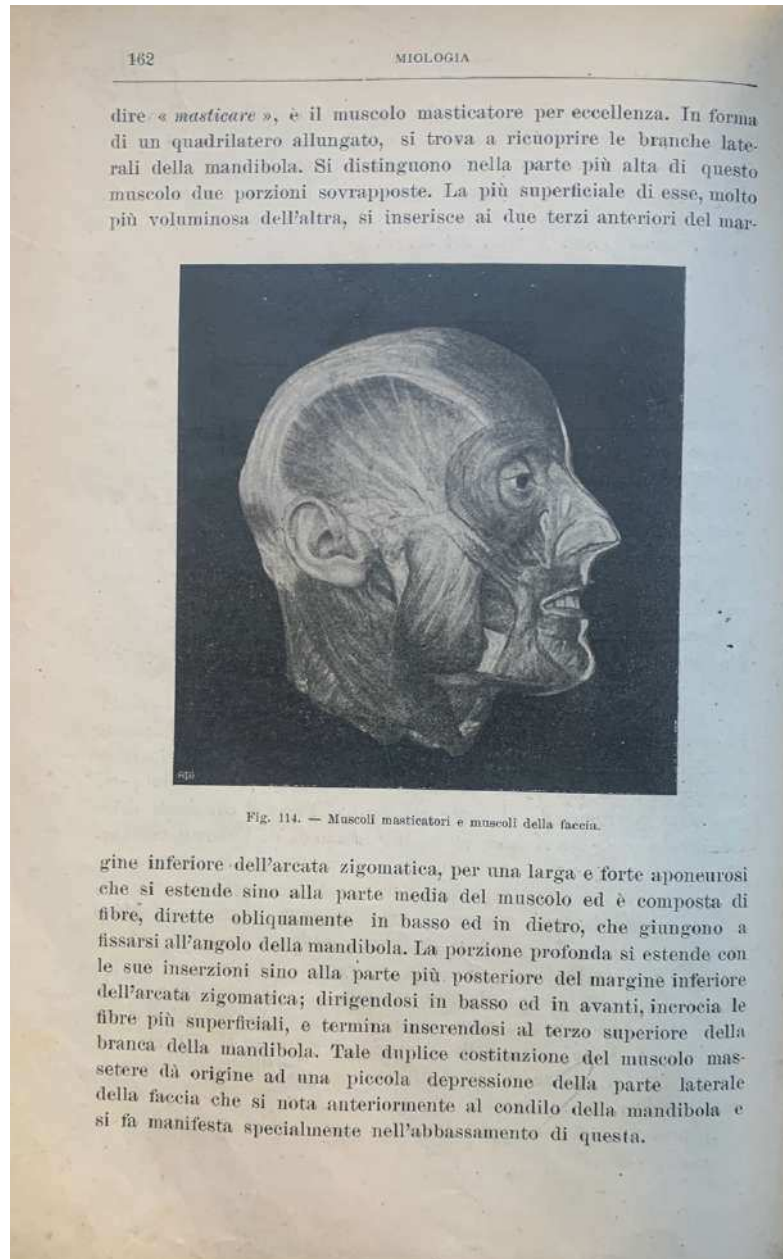 162
MIOLOGIA
dire « masticare », è il muscolo masticatore per eccellenza. In forma
di un quadrilatero allungato, si trova a ricuoprire le branche late-
rali della mandibola. Si distinguono nella parte più alta di questo
muscolo due porzioni sovrapposte. La più superficiale di esse, molto
più voluminosa dell'altra, si inserisce ai due terzi anteriori del mar-
Fig. 114. — Muscoli masticatori e muscoli della faccia.
gine inferiore dell'arcata zigomatica, per una larga e forte aponeurosi
che si estende sino alla parte media del muscolo ed è composta di
fibre, dirette obliquamente in basso ed in dietro, che giungono a
fissarsi all'angolo della mandibola. La porzione profonda si estende con
le sue inserzioni sino alla parte più posteriore del margine inferiore
dell'arcata zigomatica; dirigendosi in basso ed in avanti, incrocia le
fibre più superficiali, e termina inserendosi al terzo superiore della
branca della mandibola. Tale duplice costituzione del muscolo mas-
setere dà origine ad una piccola depressione della parte laterale
della faccia che si nota anteriormente al condilo della mandibola e
si fa manifesta specialmente nell'abbassamento di questa.